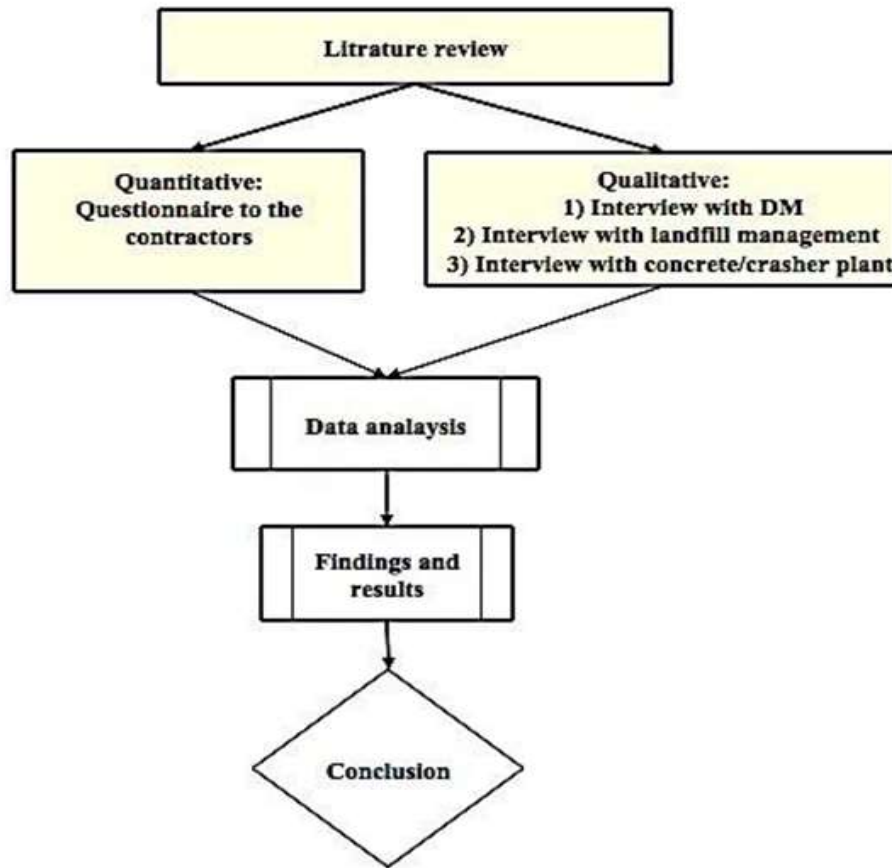 Litrature review
Quantitative:
Questionnaire to the
contractors
Qualitative:
1) Interview with DM
2) Interview with landfill management
3) Interview with concrete/crasher plant
Data analaysis
Findings and
results
Conclusion